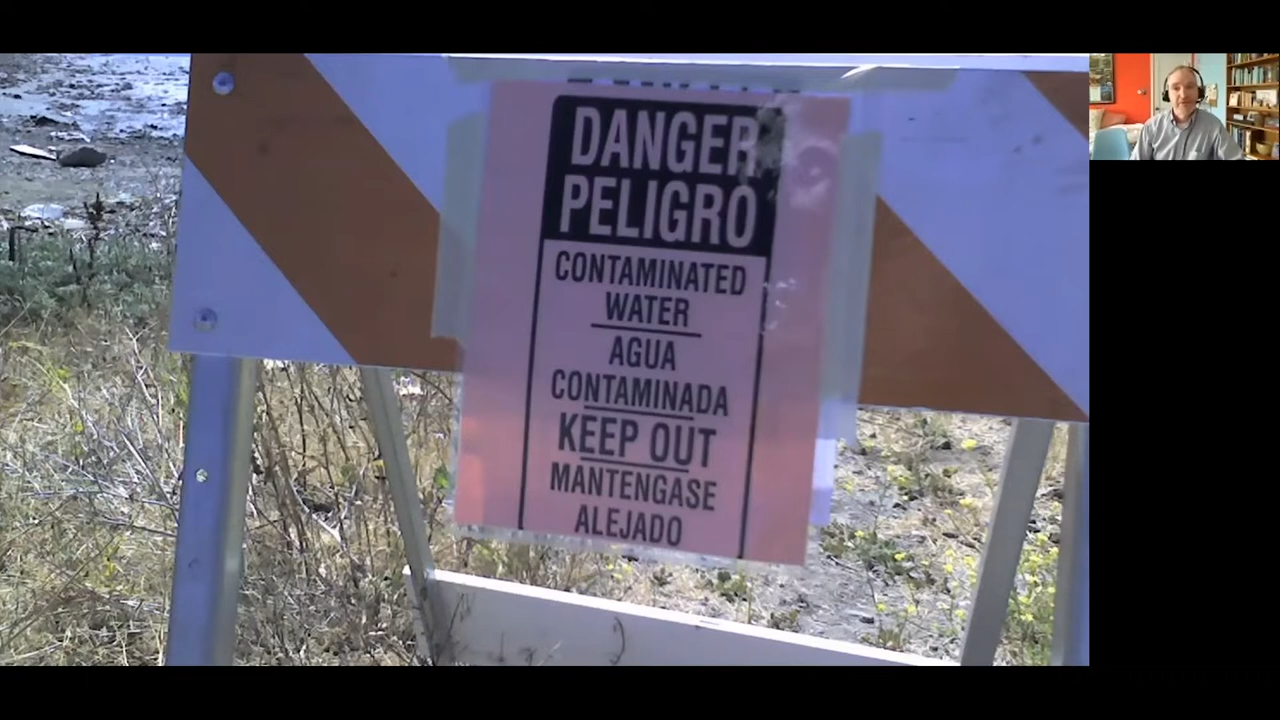 DANGER
PELIGRO
CONTAMINATED
WATER
AGUA
CONTAMINADA
KEEP OUT
MANTENGASE
ALEJADO